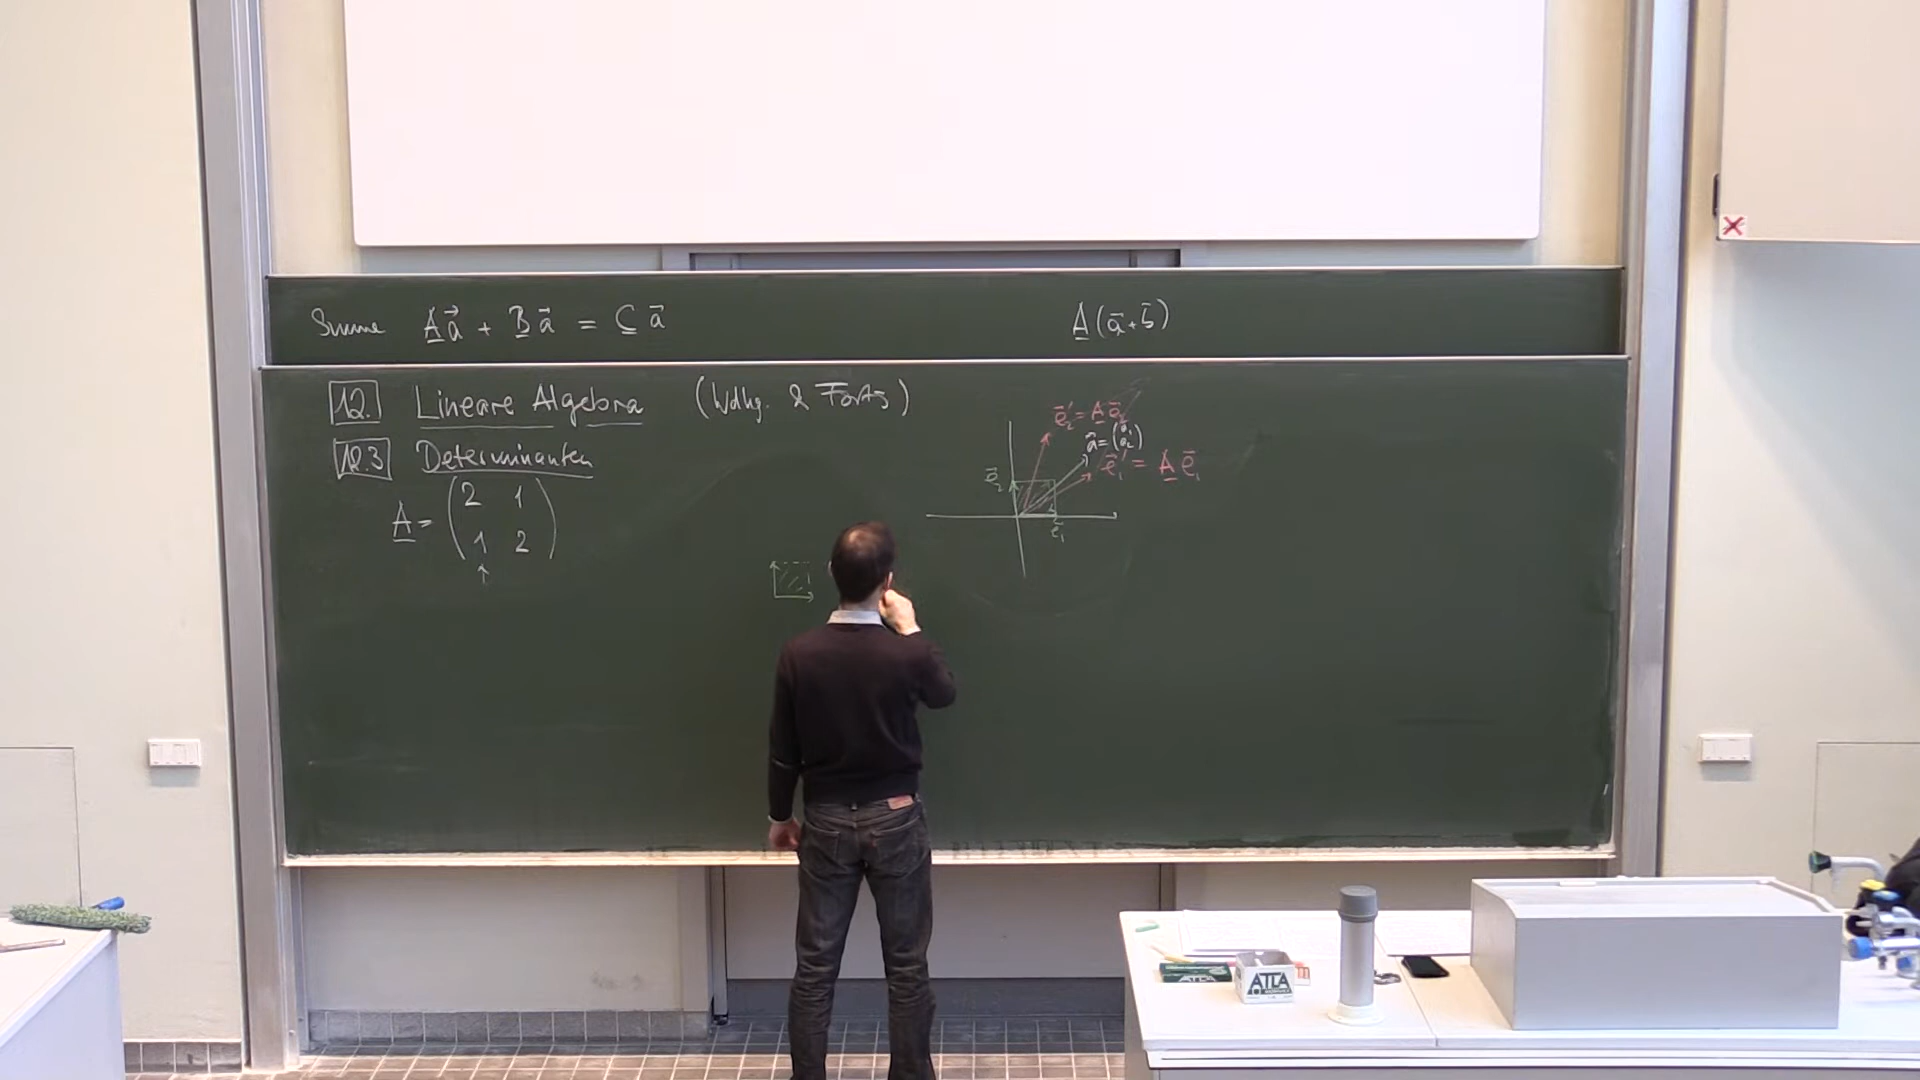 Summe A a⃗ + B a⃗ = C a⃗
A (a⃗ + b⃗)
12. Lineare Algebra (Wdhg. & Forts)
12.3 Determinanten
A = ( 2 1
1 2 )
e⃗₂' = A e⃗₂
a⃗ = (a₁ a₂)
e⃗₁' = A e⃗₁
e⃗₂
e⃗₁
ATLA